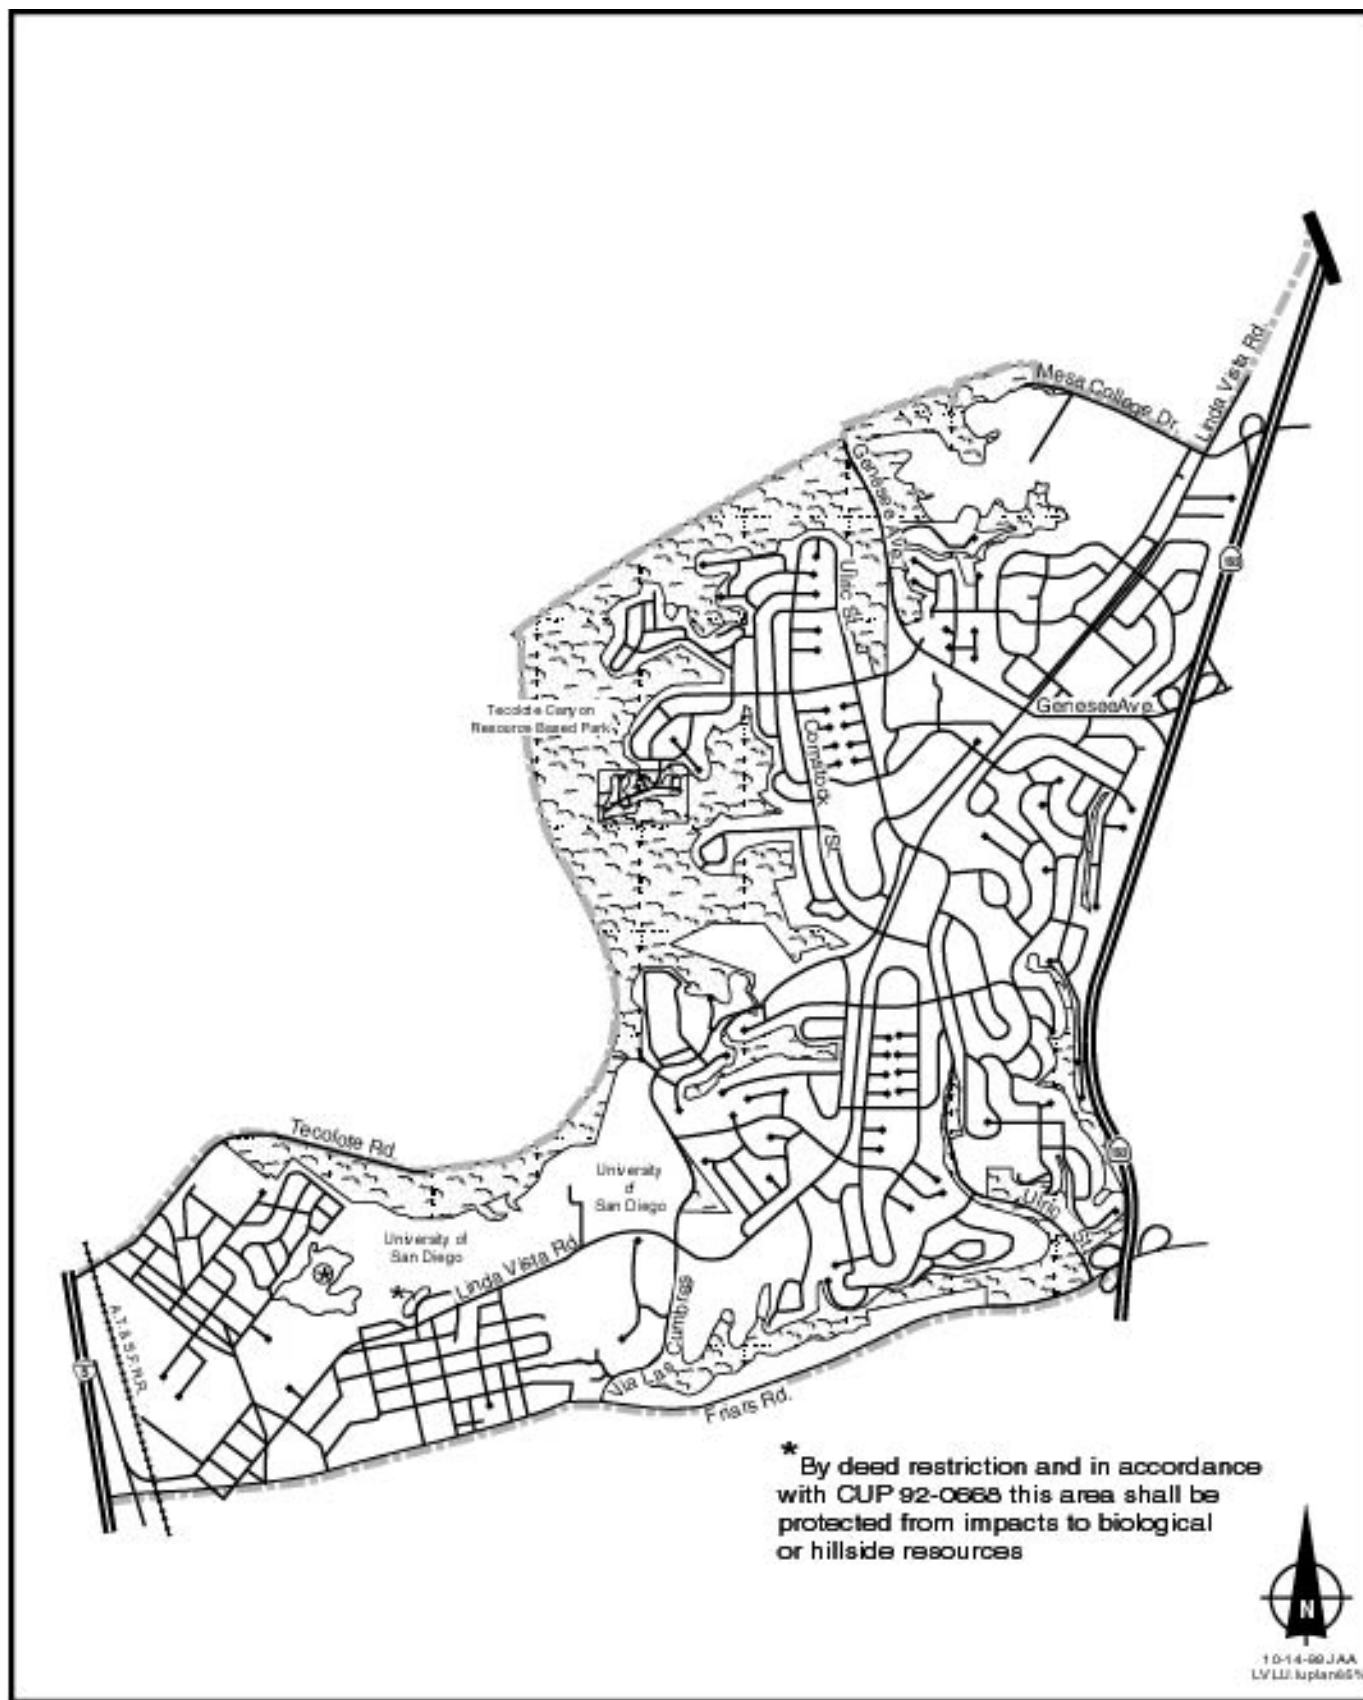 Mesa College Dr.
Linda Vista Rd.
Genesee Ave.
Ulric St.
163
Tecolote Canyon
Resource Based Park
Genesee Ave.
Comstock
St.
Tecolote Rd.
University
of
San Diego
University of
San Diego
*
Linda Vista Rd.
Ulric
St.
163
A.T.& S.F. R.R.
5
Via Las Cumbres
Friars Rd.
*By deed restriction and in accordance
with CUP 92-0668 this area shall be
protected from impacts to biological
or hillside resources
N